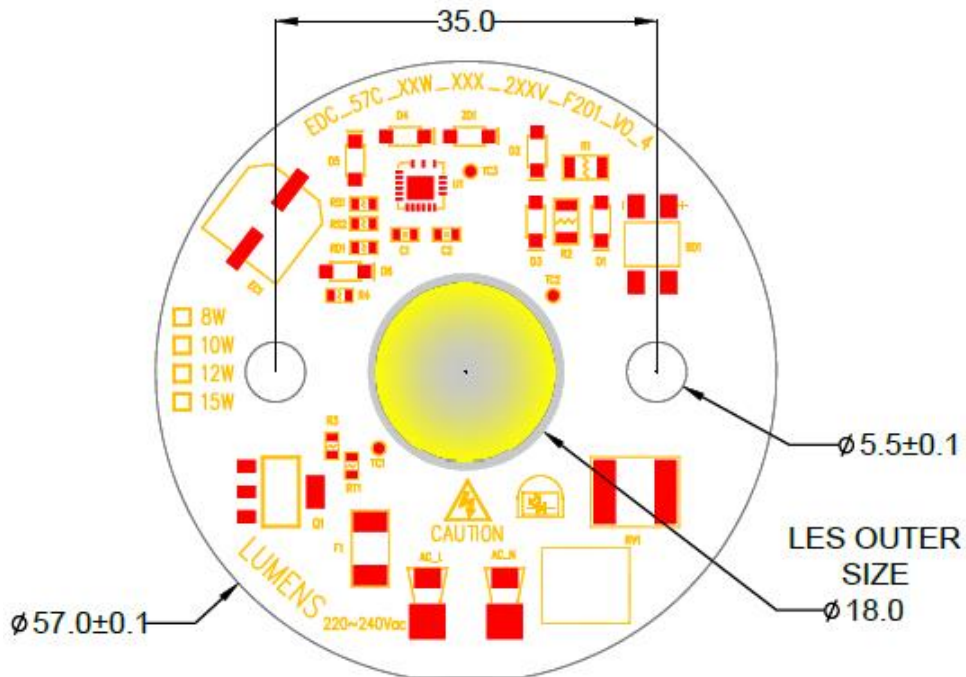 35.0
EDC_57C_XXW_XXX_2XXV_F201_V0_4
D4
ZD1
D5
D2
R1
U1
TC3
RS1
RS2
RD1
C1
C2
D3
R2
D1
BD1
- +
D6
R6
EC1
TC2
8W
10W
12W
15W
Ø5.5±0.1
R3
TC1
RT1
Q1
F1
CAUTION
RV1
LES OUTER
SIZE
Ø18.0
LUMENS
AC_L
AC_N
Ø57.0±0.1
220~240Vac